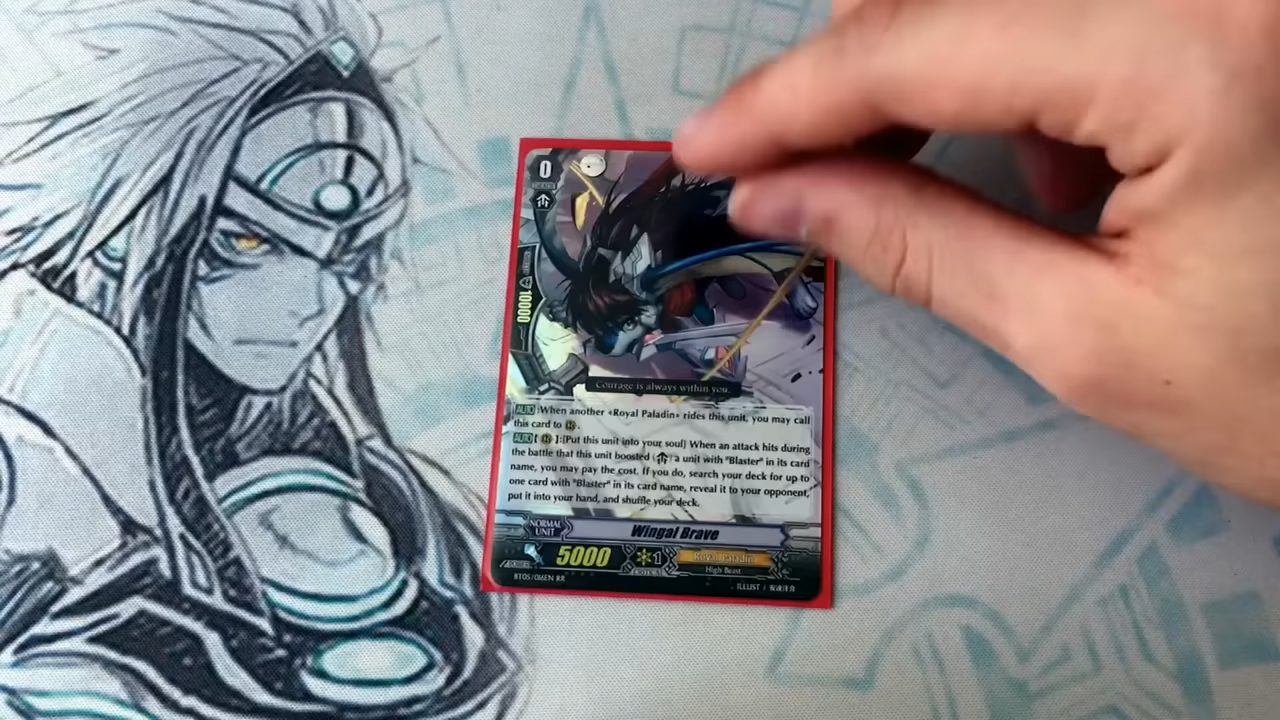 0
10000
Courage is always within you.
AUTO :When another «Royal Paladin» rides this unit, you may call
this card to Ⓡ.
AUTO [Ⓡ]:[Put this unit into your soul] When an attack hits during
the battle that this unit boosted a unit with "Blaster" in its card
name, you may pay the cost. If you do, search your deck for up to
one card with "Blaster" in its card name, reveal it to your opponent,
put it into your hand, and shuffle your deck.
NORMAL
UNIT
Wingal Brave
POWER 5000
1
CRITICAL
Royal Paladin
High Beast
BT05/016EN RR
ILLUST /